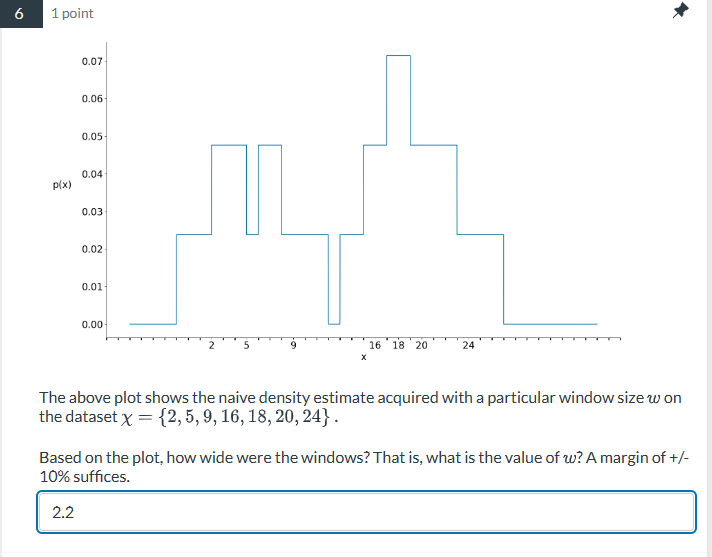 6 1 point
0.07
0.06
0.05
0.04
p(x)
0.03
0.02
0.01
0.00
2 5 9 16 18 20 24
x
The above plot shows the naive density estimate acquired with a particular window size w on
the dataset χ = {2, 5, 9, 16, 18, 20, 24} .
Based on the plot, how wide were the windows? That is, what is the value of w? A margin of +/-
10% suffices.
2.2